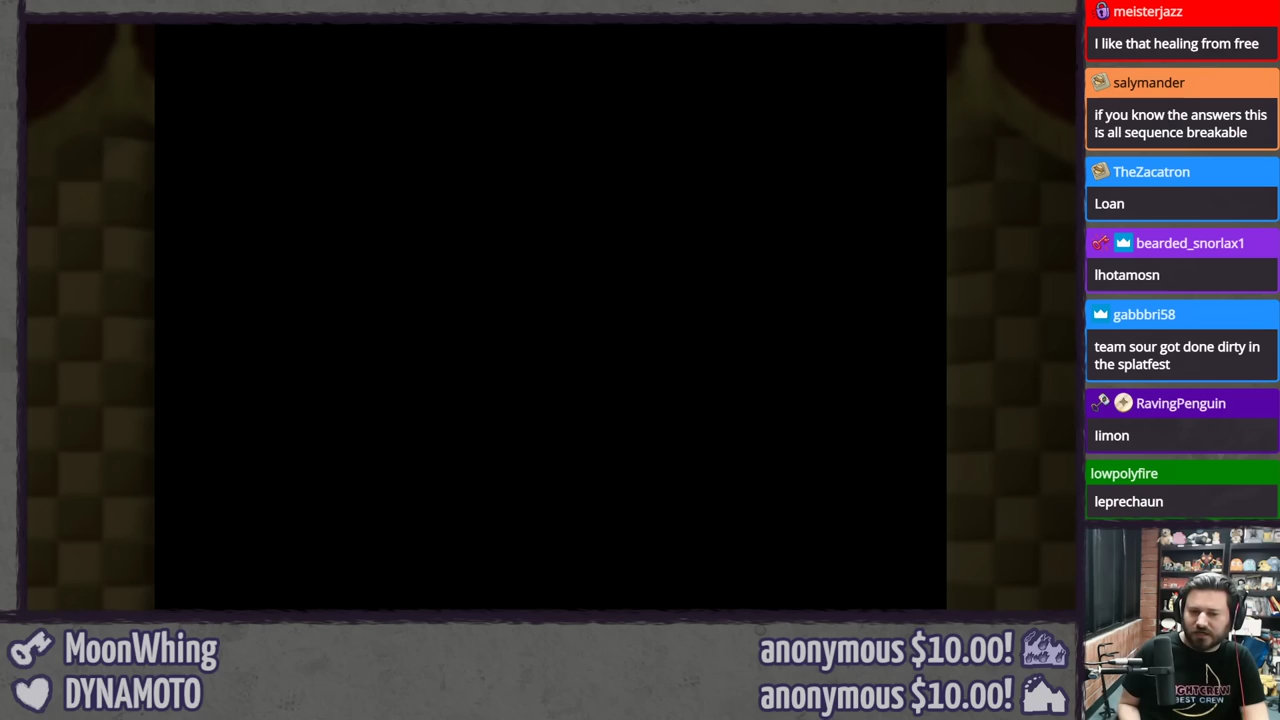 meisterjazz
I like that healing from free
salymander
if you know the answers this
is all sequence breakable
TheZacatron
Loan
bearded_snorlax1
lhotamosn
gabbbri58
team sour got done dirty in
the splatfest
RavingPenguin
limon
lowpolyfire
leprechaun
MoonWhing
DYNAMOTO
anonymous $10.00!
anonymous $10.00!
BEST CREW